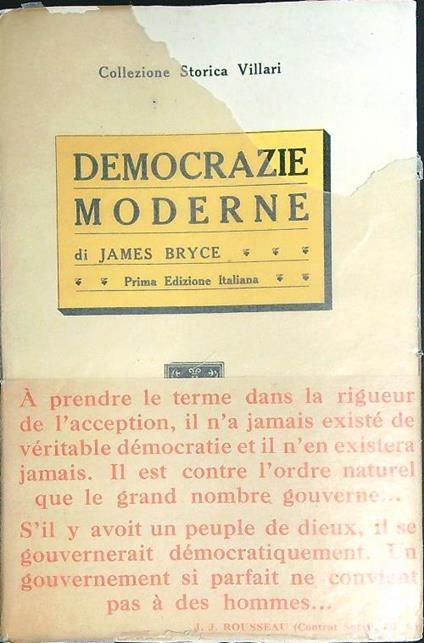 Collezione Storica Villari
DEMOCRAZIE
MODERNE
di JAMES BRYCE
Prima Edizione Italiana
À prendre le terme dans la rigueur
de l'acception, il n'a jamais existé de
véritable démocratie et il n'en existera
jamais. Il est contre l'ordre naturel
que le grand nombre gouverne...
S'il y avoit un peuple de dieux, il se
gouvernerait démocratiquement. Un
gouvernement si parfait ne convient
pas à des hommes...
J. J. ROUSSEAU (Contrat